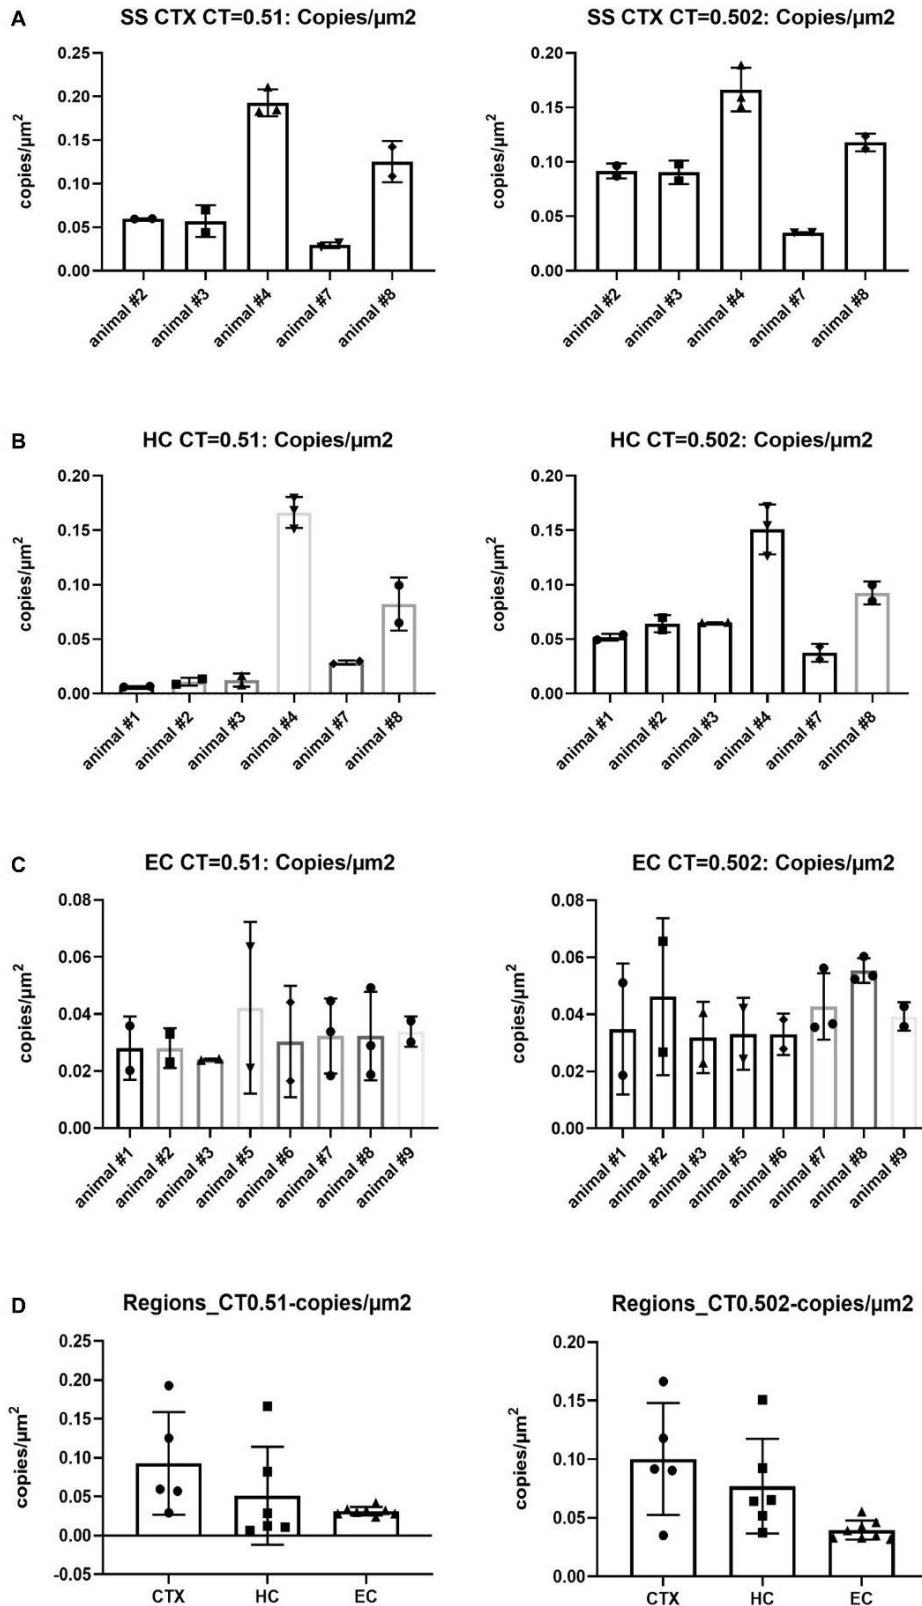 A
SS CTX CT=0.51: Copies/µm2
copies/µm²
0.25
0.20
0.15
0.10
0.05
0.00
animal #2
animal #3
animal #4
animal #7
animal #8
SS CTX CT=0.502: Copies/µm2
copies/µm²
0.20
0.15
0.10
0.05
0.00
animal #2
animal #3
animal #4
animal #7
animal #8
B
HC CT=0.51: Copies/µm2
copies/µm²
0.20
0.15
0.10
0.05
0.00
animal #1
animal #2
animal #3
animal #4
animal #7
animal #8
HC CT=0.502: Copies/µm2
copies/µm²
0.20
0.15
0.10
0.05
0.00
animal #1
animal #2
animal #3
animal #4
animal #7
animal #8
C
EC CT=0.51: Copies/µm2
copies/µm²
0.08
0.06
0.04
0.02
0.00
animal #1
animal #2
animal #3
animal #5
animal #6
animal #7
animal #8
animal #9
EC CT=0.502: Copies/µm2
copies/µm²
0.08
0.06
0.04
0.02
0.00
animal #1
animal #2
animal #3
animal #5
animal #6
animal #7
animal #8
animal #9
D
Regions_CT0.51-copies/µm2
copies/µm²
0.25
0.20
0.15
0.10
0.05
0.00
-0.05
CTX
HC
EC
Regions_CT0.502-copies/µm2
copies/µm²
0.20
0.15
0.10
0.05
0.00
CTX
HC
EC